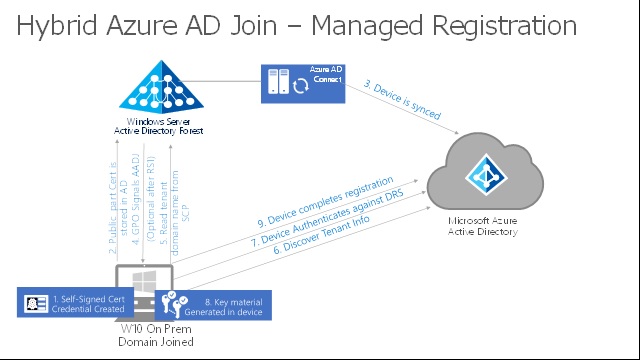 Hybrid Azure AD Join – Managed Registration
Azure AD
Connect
3. Device is synced
Windows Server
Active Directory Forest
2. Public part Cert is
stored in AD
4. GPO Signals AADJ
(Optional after RS1)
5. Read tenant
domain name from
SCP
9. Device completes registration
7. Device Authenticates against DRS
6. Discover Tenant Info
Microsoft Azure
Active Directory
1. Self-Signed Cert
Credential Created
8. Key material
Generated in device
W10 On Prem
Domain Joined